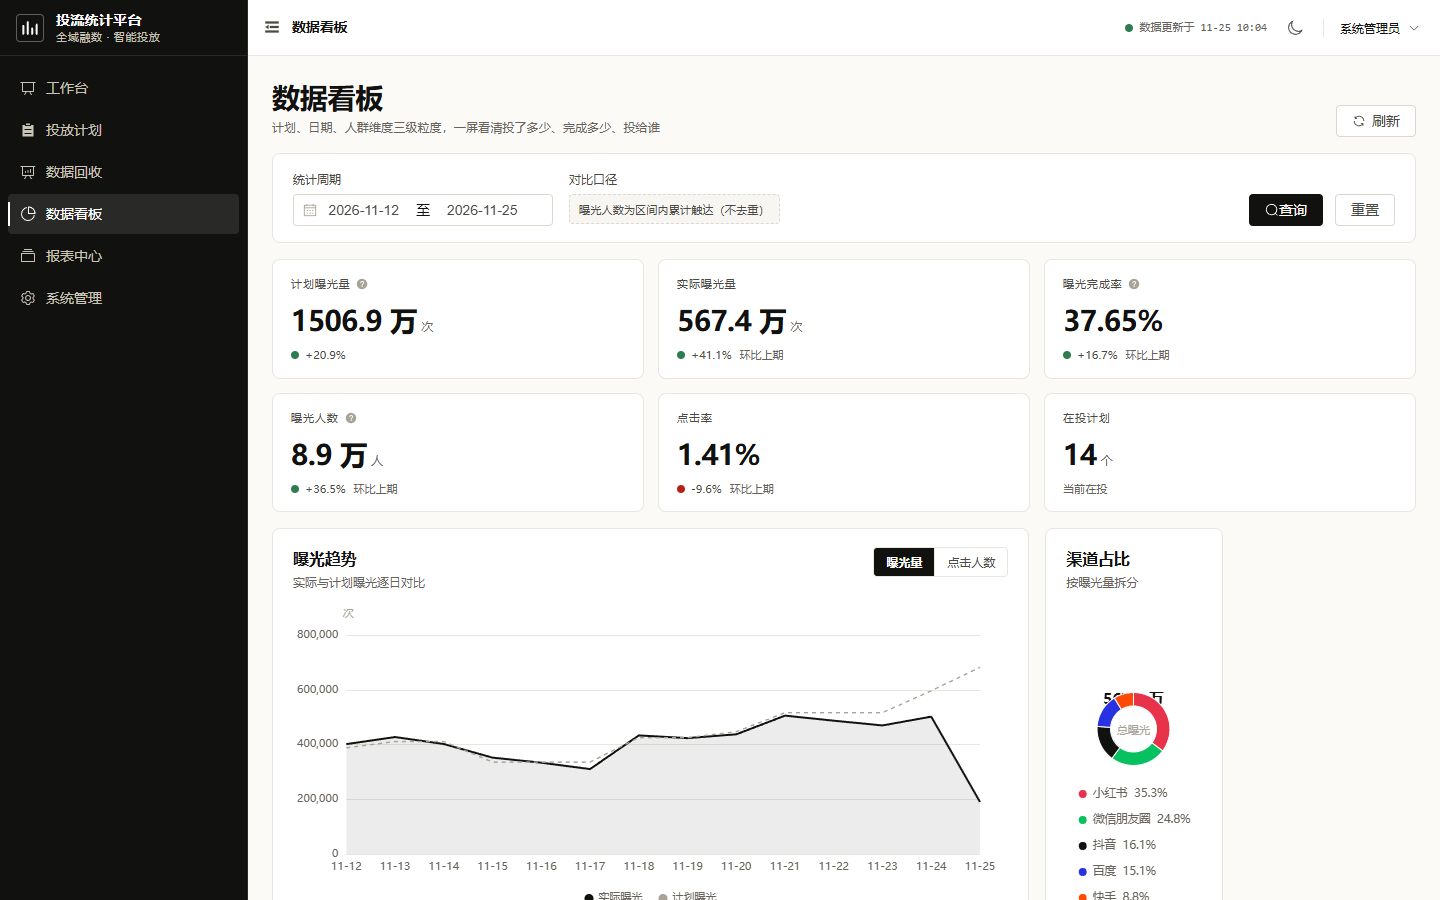 投流统计平台
全域融数 · 智能投放
工作台
投放计划
数据回收
数据看板
报表中心
系统管理
数据看板
数据更新于 11-25 10:04
系统管理员
数据看板
计划、日期、人群维度三级粒度，一屏看清投了多少、完成多少、投给谁
刷新
统计周期
对比口径
2026-11-12 至 2026-11-25
曝光人数为区间内累计触达（不去重）
查询
重置
计划曝光量
1506.9 万 次
+20.9%
实际曝光量
567.4 万 次
+41.1% 环比上期
曝光完成率
37.65%
+16.7% 环比上期
曝光人数
8.9 万 人
+36.5% 环比上期
点击率
1.41%
-9.6% 环比上期
在投计划
14 个
当前在投
曝光趋势
实际与计划曝光逐日对比
曝光量
点击人数
次
800,000
600,000
400,000
200,000
0
11-12 11-13 11-14 11-15 11-16 11-17 11-18 11-19 11-20 11-21 11-22 11-23 11-24 11-25
实际曝光 计划曝光
渠道占比
按曝光量拆分
总曝光
小红书 35.3%
微信朋友圈 24.8%
抖音 16.1%
百度 15.1%
快手 8.8%